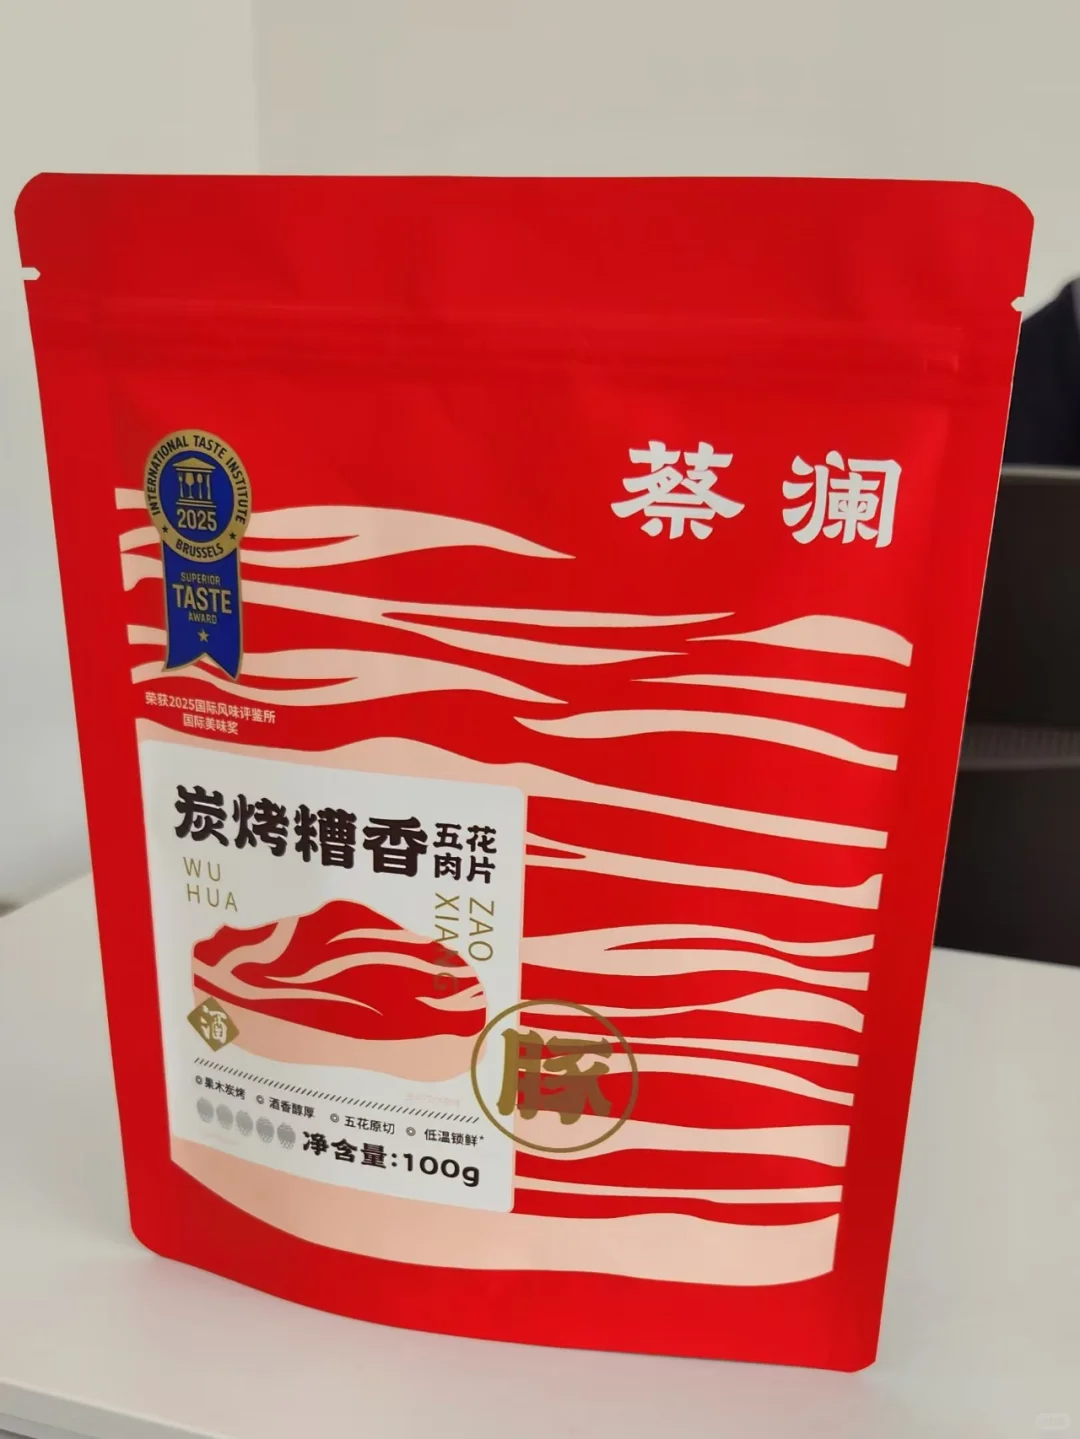 蔡澜
INTERNATIONAL TASTE INSTITUTE
2025
BRUSSELS
SUPERIOR
TASTE
AWARD
荣获2025国际风味评鉴所
国际美味奖
炭烤糟香
五花
肉片
WU
HUA
ZAO
XIANG
酒
豚
果木炭烤
酒香醇厚
五花原切
低温锁鲜*
净含量:100g